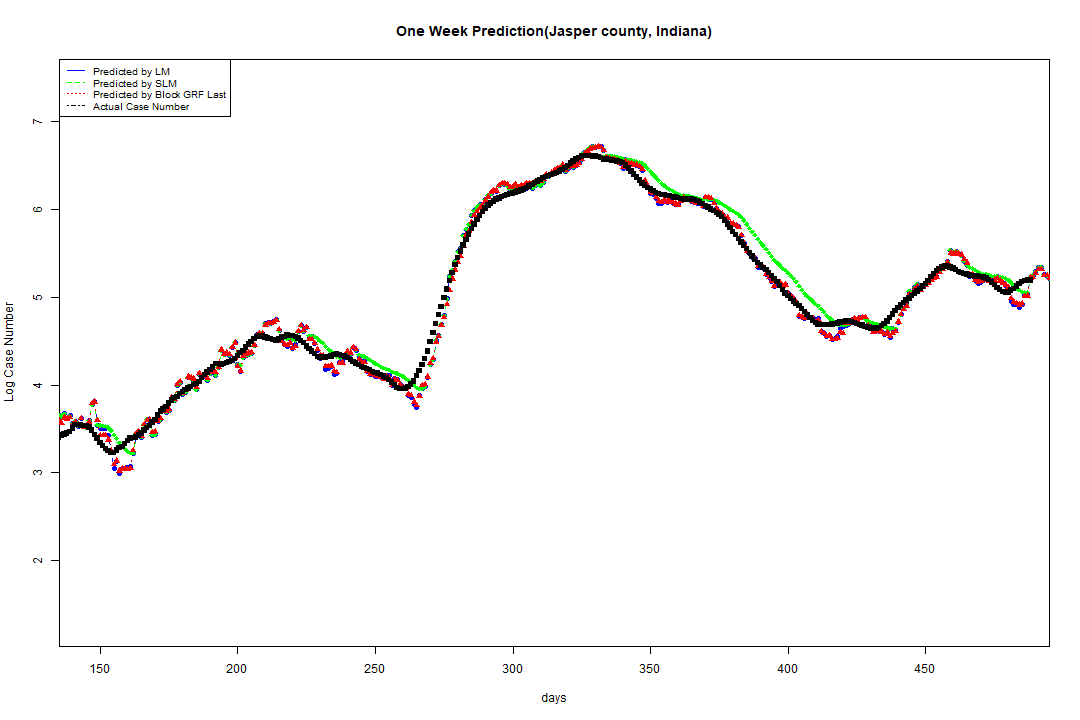 One Week Prediction(Jasper county, Indiana)
Predicted by LM
Predicted by SLM
Predicted by Block GRF Last
Actual Case Number
7
6
5
4
3
2
Log Case Number
150 200 250 300 350 400 450
days